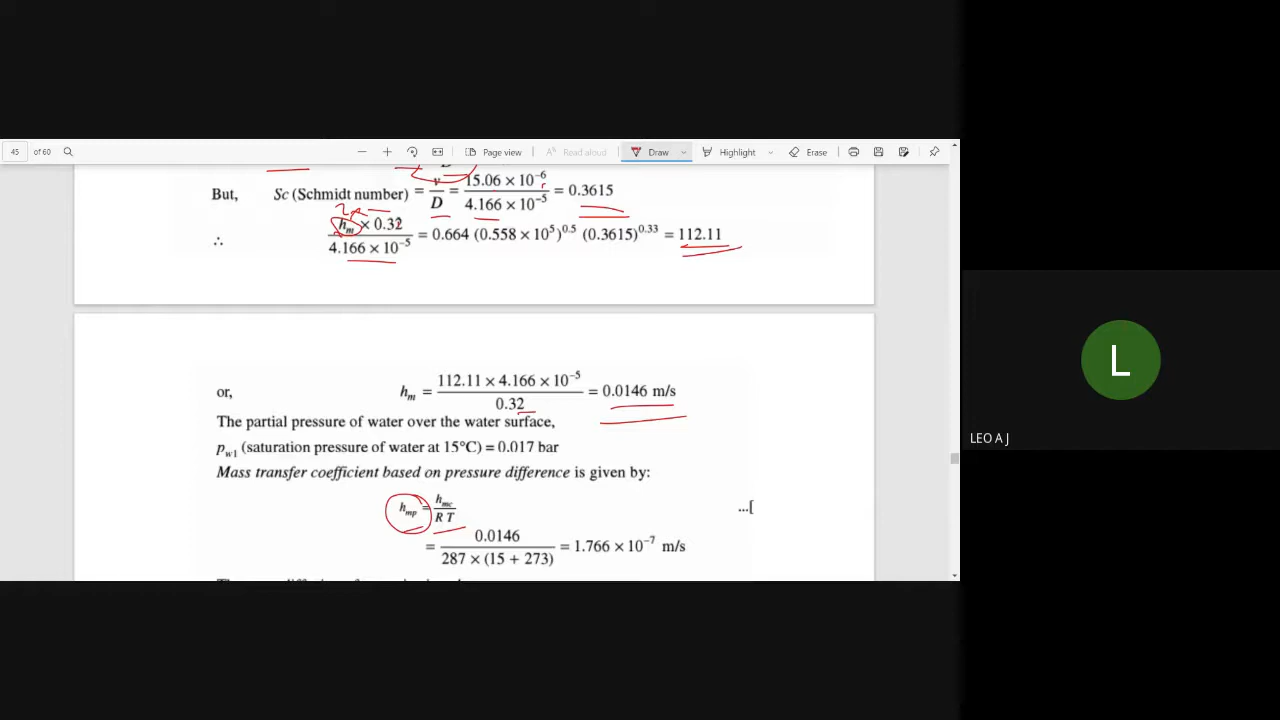 45 of 60 Page view Read aloud Draw Highlight Erase
But, Sc (Schmidt number) = ν/D = 15.06 × 10⁻⁶ / 4.166 × 10⁻⁵ = 0.3615
∴ hₘ × 0.32 / 4.166 × 10⁻⁵ = 0.664 (0.558 × 10⁵)^0.5 (0.3615)^0.33 = 112.11
or, hₘ = 112.11 × 4.166 × 10⁻⁵ / 0.32 = 0.0146 m/s
The partial pressure of water over the water surface,
p_w1 (saturation pressure of water at 15°C) = 0.017 bar
Mass transfer coefficient based on pressure difference is given by:
h_mp = h_mc / R T ...[
= 0.0146 / 287 × (15 + 273) = 1.766 × 10⁻⁷ m/s
L
LEO A J